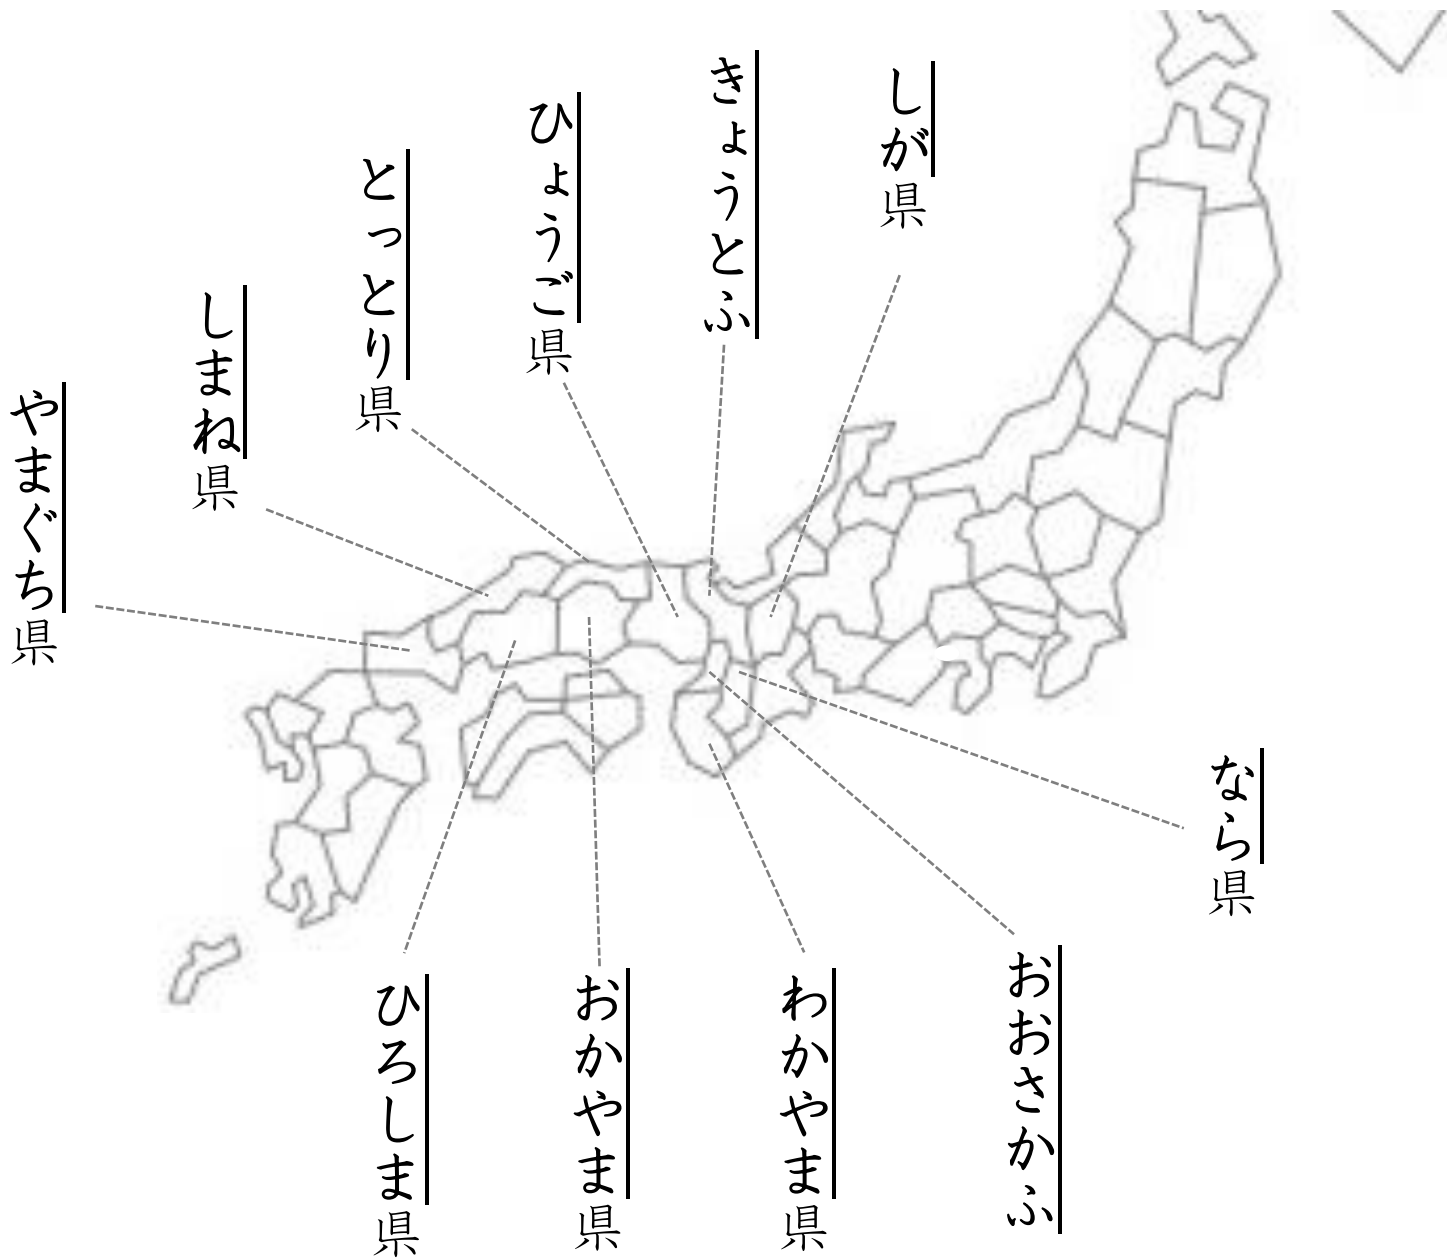 しが県
きょうとふ
ひょうご県
とっとり県
しまね県
やまぐち県
なら県
おおさかふ
わかやま県
おかやま県
ひろしま県